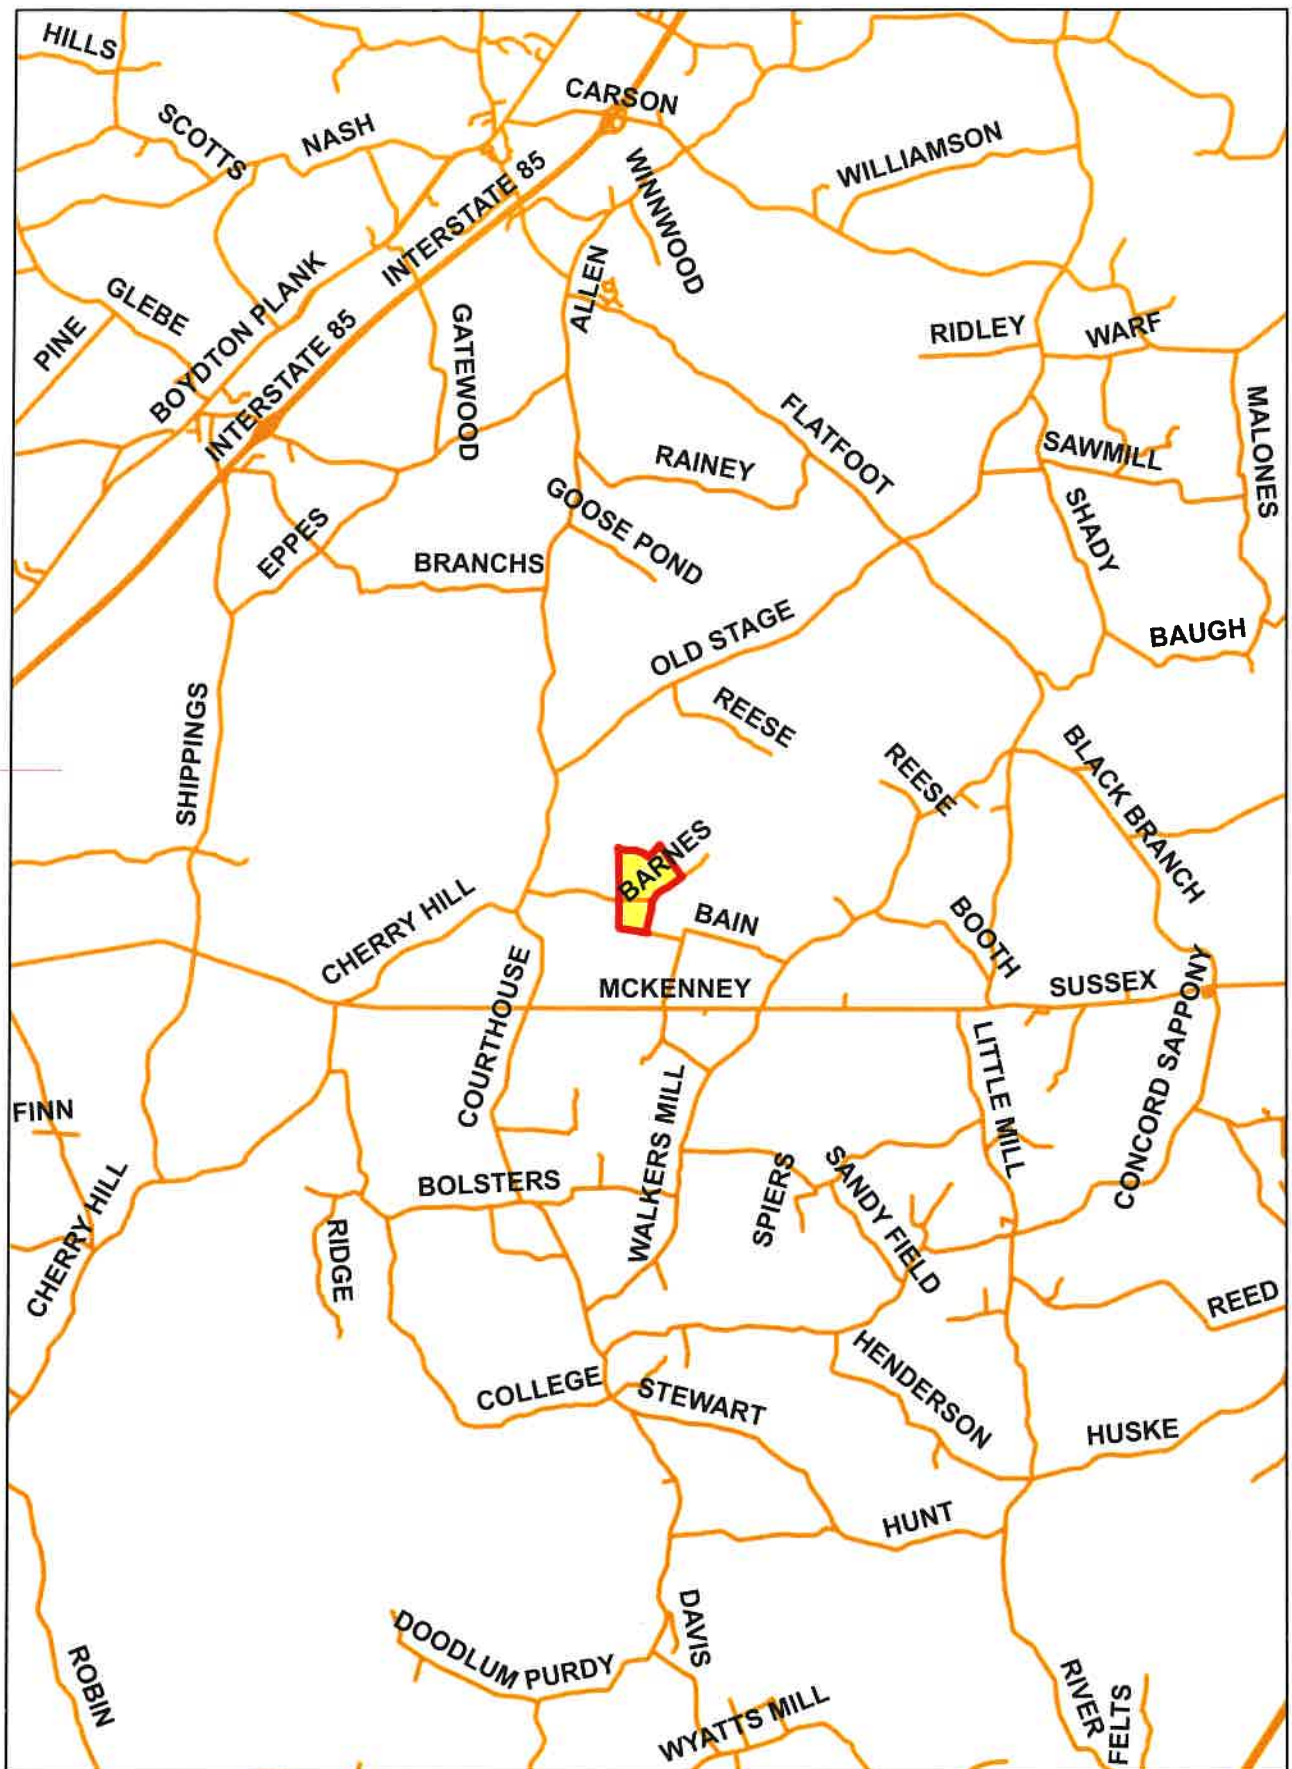 HILLS
CARSON
SCOTTS
NASH
WILLIAMSON
WINNWOOD
INTERSTATE 85
ALLEN
GLEBE
BOYDTON PLANK
PINE
GATEWOOD
RIDLEY
WARF
INTERSTATE 85
MALONES
FLATFOOT
SAWMILL
RAINEY
GOOSE POND
SHADY
EPPES
BRANCHS
OLD STAGE
BAUGH
SHIPPINGS
REESE
REESE
BLACK BRANCH
BARNES
CHERRY HILL
BAIN
BOOTH
COURTHOUSE
MCKENNEY
SUSSEX
CONCORD SAPPONY
LITTLE MILL
FINN
WALKERS MILL
BOLSTERS
SPIERS
SANDY FIELD
CHERRY HILL
RIDGE
REED
HENDERSON
COLLEGE
STEWART
HUSKE
HUNT
DAVIS
DOODLUM
PURDY
ROBIN
RIVER
FELTS
WYATTS MILL